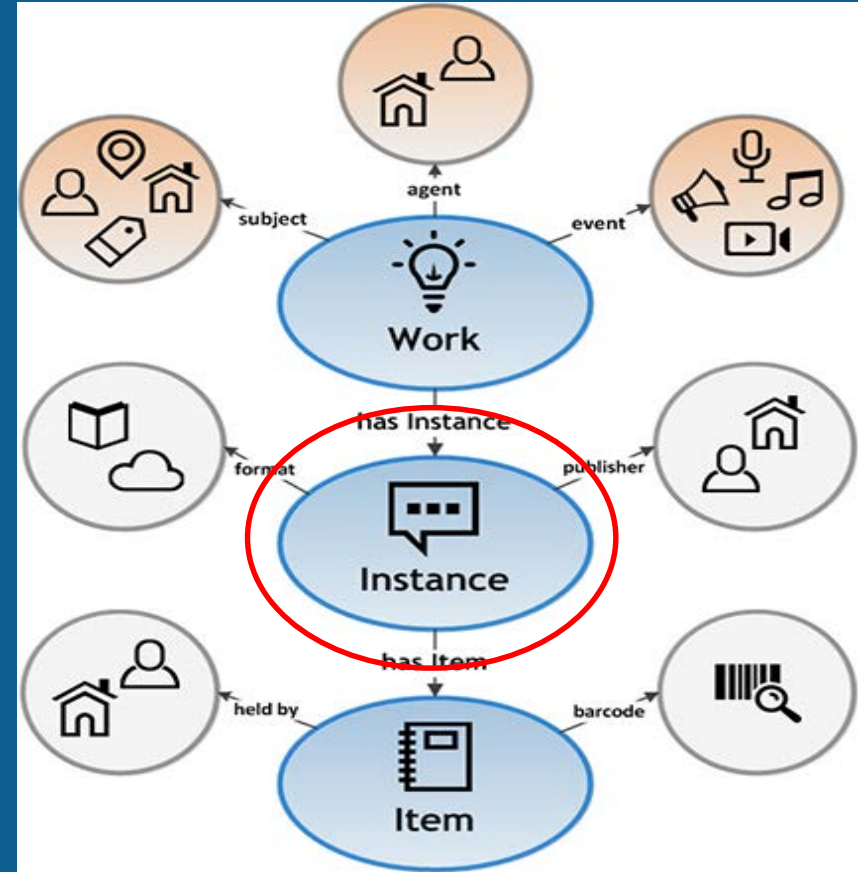 agent
subject
event
Work
has Instance
format
publisher
Instance
has Item
held by
barcode
Item